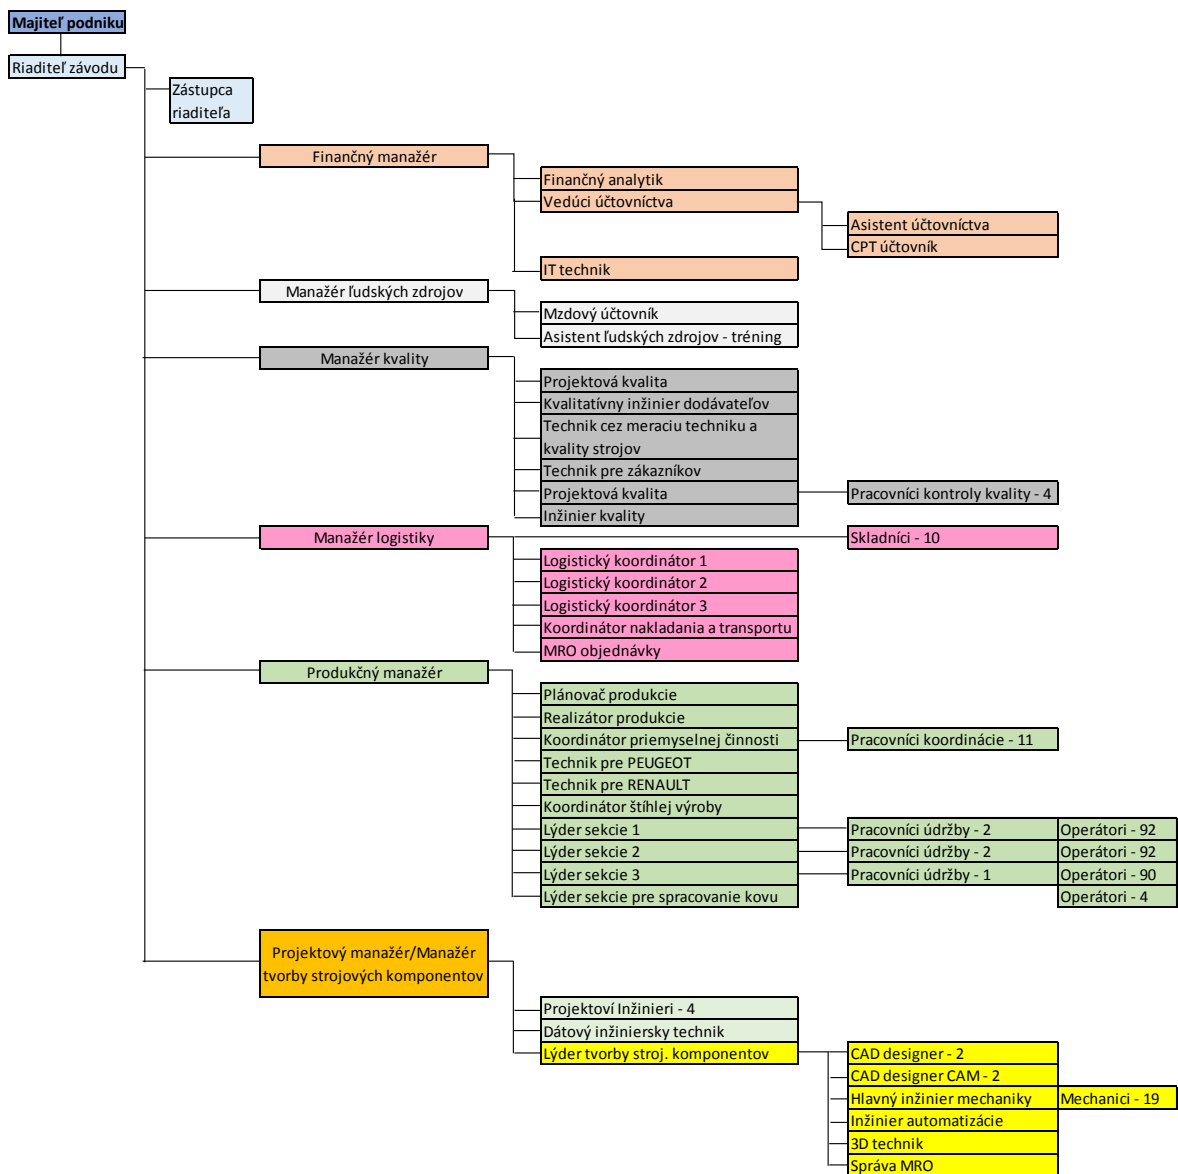 Majiteľ podniku
Riaditeľ závodu
Zástupca
riaditeľa
Finančný manažér
Finančný analytik
Vedúci účtovníctva
Asistent účtovníctva
CPT účtovník
IT technik
Manažér ľudských zdrojov
Mzdový účtovník
Asistent ľudských zdrojov - tréning
Manažér kvality
Projektová kvalita
Kvalitatívny inžinier dodávateľov
Technik cez meraciu techniku a
kvality strojov
Technik pre zákazníkov
Projektová kvalita
Pracovníci kontroly kvality - 4
Inžinier kvality
Manažér logistiky
Skladníci - 10
Logistický koordinátor 1
Logistický koordinátor 2
Logistický koordinátor 3
Koordinátor nakladania a transportu
MRO objednávky
Produkčný manažér
Plánovač produkcie
Realizátor produkcie
Koordinátor priemyselnej činnosti
Pracovníci koordinácie - 11
Technik pre PEUGEOT
Technik pre RENAULT
Koordinátor štíhlej výroby
Lýder sekcie 1
Pracovníci údržby - 2
Operátori - 92
Lýder sekcie 2
Pracovníci údržby - 2
Operátori - 92
Lýder sekcie 3
Pracovníci údržby - 1
Operátori - 90
Lýder sekcie pre spracovanie kovu
Operátori - 4
Projektový manažér/Manažér
tvorby strojových komponentov
Projektoví Inžinieri - 4
Dátový inžiniersky technik
Lýder tvorby stroj. komponentov
CAD designer - 2
CAD designer CAM - 2
Hlavný inžinier mechaniky
Mechanici - 19
Inžinier automatizácie
3D technik
Správa MRO